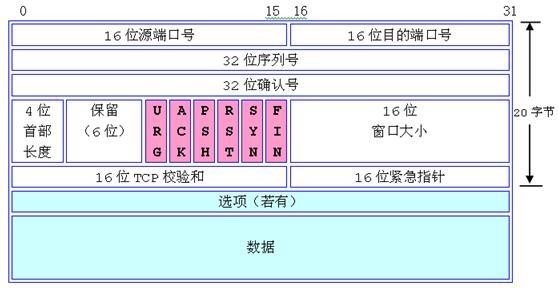 0 15 16 31
16位源端口号 16位目的端口号
32位序列号
32位确认号
4位
首部
长度
保留
(6位)
URG
ACK
PSH
RST
SYN
FIN
16位
窗口大小
20字节
16位TCP校验和 16位紧急指针
选项(若有)
数据